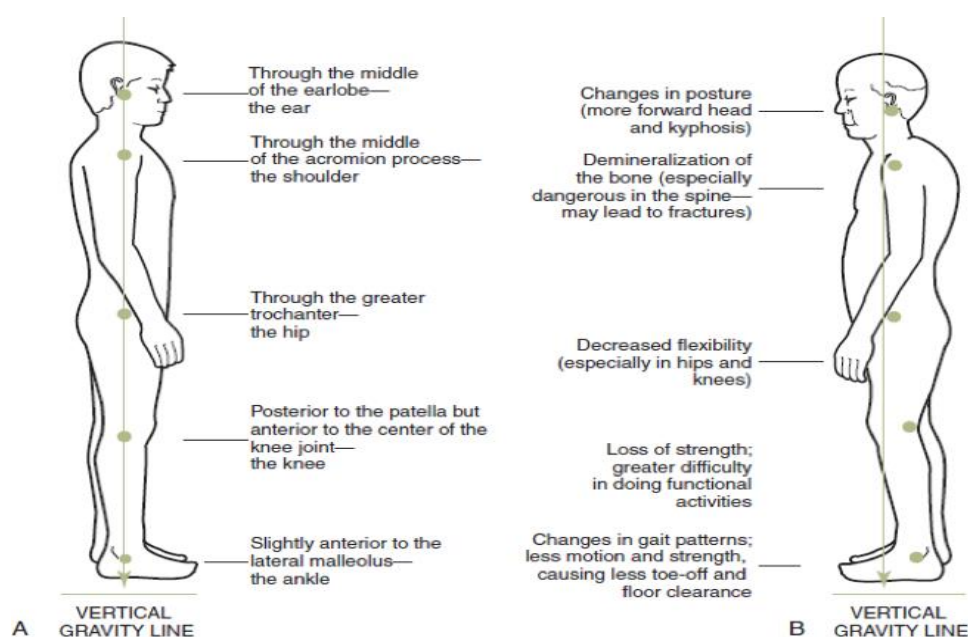 Through the middle
of the earlobe—
the ear
Through the middle
of the acromion process—
the shoulder
Through the greater
trochanter—
the hip
Posterior to the patella but
anterior to the center of the
knee joint—
the knee
Slightly anterior to the
lateral malleolus—
the ankle
A
VERTICAL
GRAVITY LINE
Changes in posture
(more forward head
and kyphosis)
Demineralization of
the bone (especially
dangerous in the spine—
may lead to fractures)
Decreased flexibility
(especially in hips and
knees)
Loss of strength;
greater difficulty
in doing functional
activities
Changes in gait patterns;
less motion and strength,
causing less toe-off and
floor clearance
B
VERTICAL
GRAVITY LINE